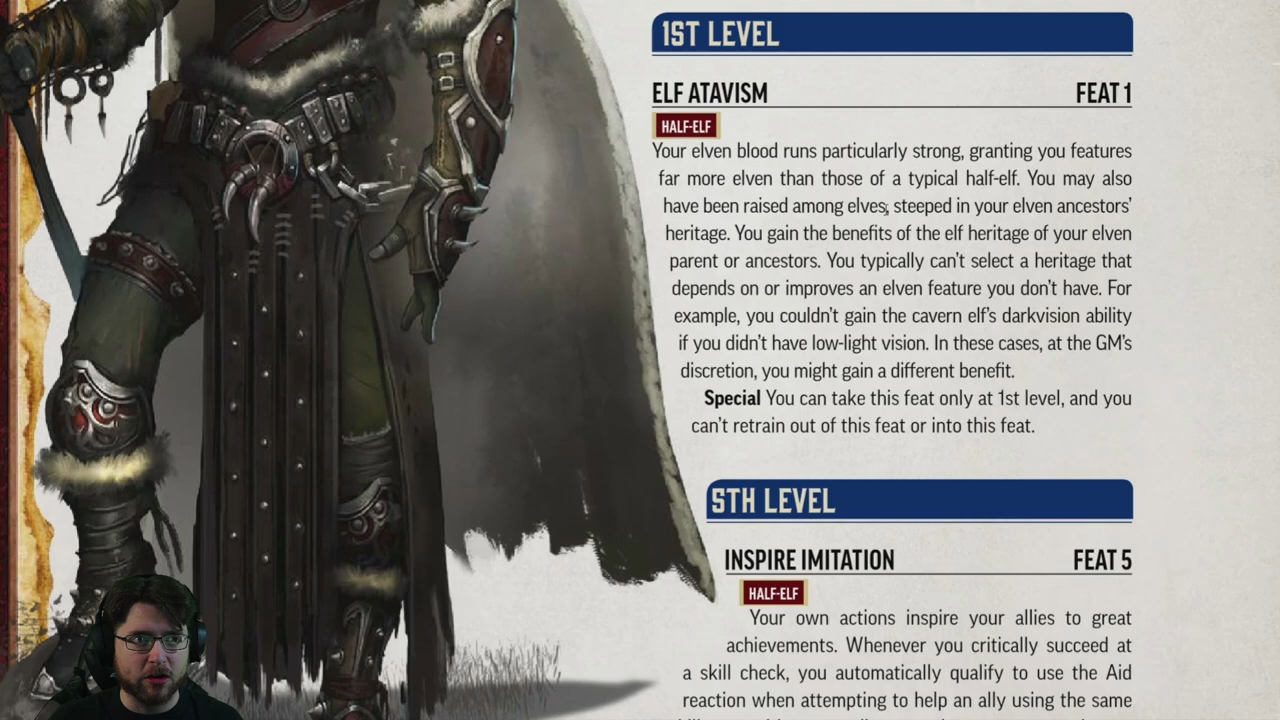 1ST LEVEL
ELF ATAVISM FEAT 1
HALF-ELF
Your elven blood runs particularly strong, granting you features
far more elven than those of a typical half-elf. You may also
have been raised among elves, steeped in your elven ancestors’
heritage. You gain the benefits of the elf heritage of your elven
parent or ancestors. You typically can’t select a heritage that
depends on or improves an elven feature you don’t have. For
example, you couldn’t gain the cavern elf’s darkvision ability
if you didn’t have low-light vision. In these cases, at the GM’s
discretion, you might gain a different benefit.
Special You can take this feat only at 1st level, and you
can’t retrain out of this feat or into this feat.
5TH LEVEL
INSPIRE IMITATION FEAT 5
HALF-ELF
Your own actions inspire your allies to great
achievements. Whenever you critically succeed at
a skill check, you automatically qualify to use the Aid
reaction when attempting to help an ally using the same